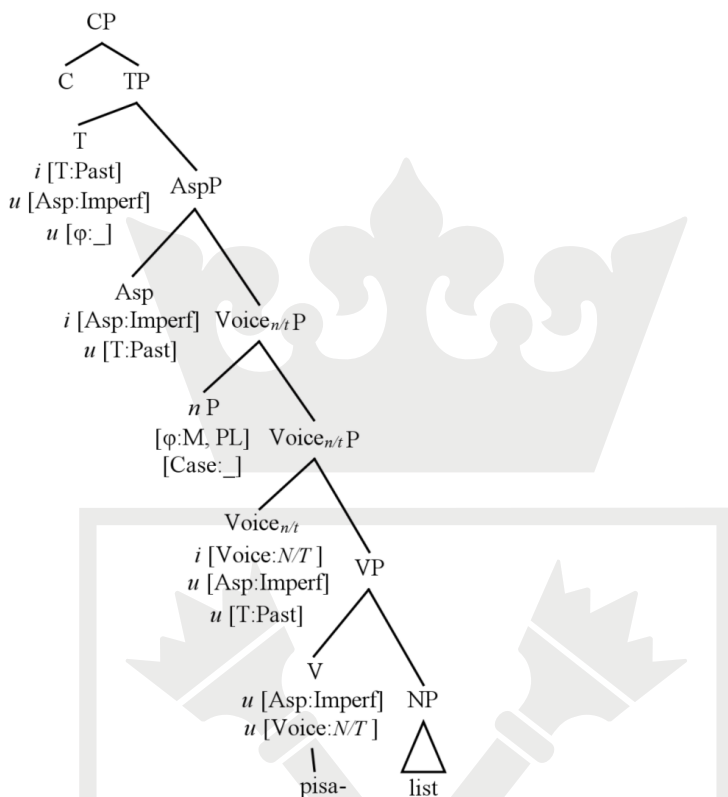 CP
C TP
T
i [T:Past]
u [Asp:Imperf] AspP
u [φ:_]
Asp
i [Asp:Imperf] Voicen/t P
u [T:Past]
n P
[φ:M, PL] Voicen/t P
[Case:_]
Voicen/t
i [Voice:N/T ]
u [Asp:Imperf] VP
u [T:Past]
V
u [Asp:Imperf] NP
u [Voice:N/T ]
pisa- list